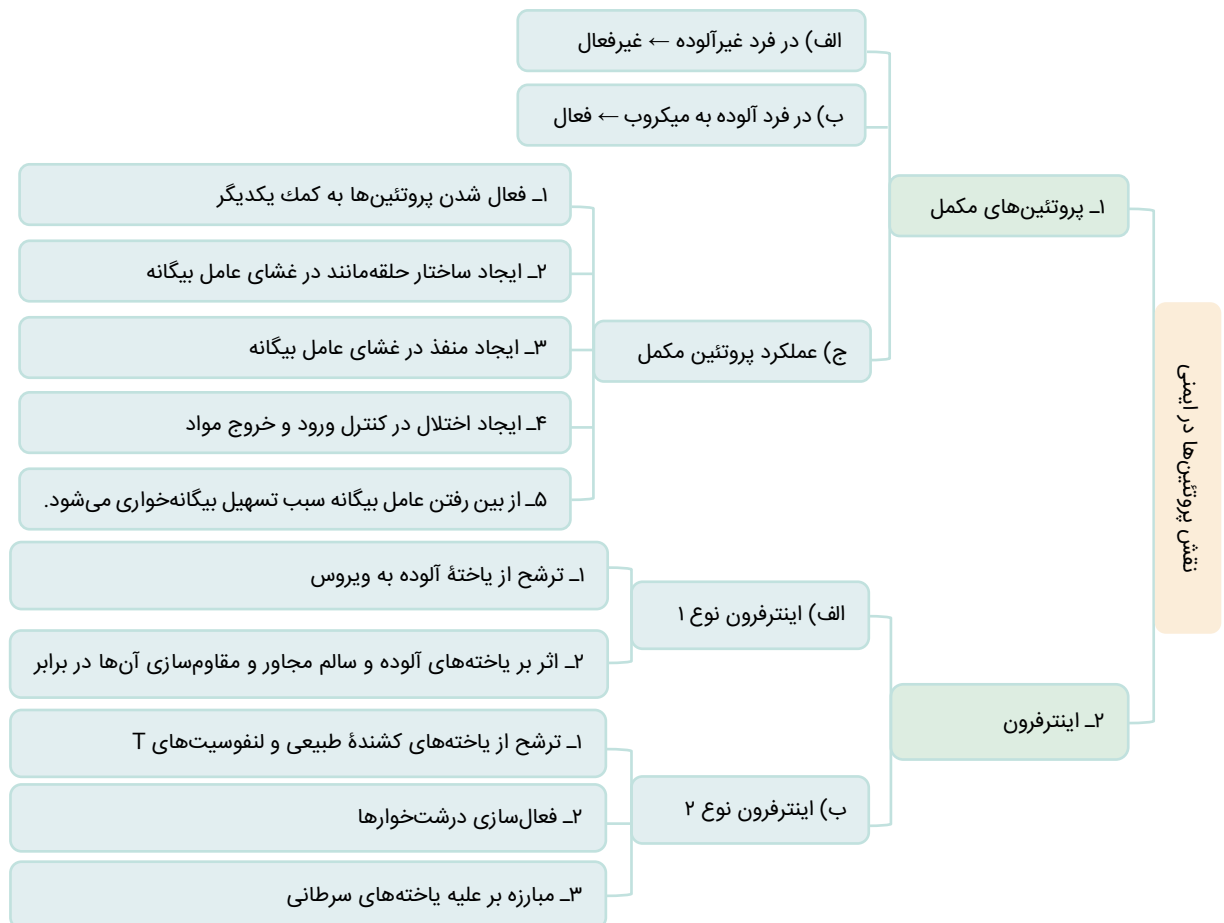 نقش پروتئین‌ها در ایمنی
۱ـ پروتئین‌های مکمل
الف) در فرد غیرآلوده ← غیرفعال
ب) در فرد آلوده به میکروب ← فعال
ج) عملکرد پروتئین مکمل
۱ـ فعال شدن پروتئین‌ها به کمك یکدیگر
۲ـ ایجاد ساختار حلقه‌مانند در غشای عامل بیگانه
۳ـ ایجاد منفذ در غشای عامل بیگانه
۴ـ ایجاد اختلال در کنترل ورود و خروج مواد
۵ـ از بین رفتن عامل بیگانه سبب تسهیل بیگانه‌خواری می‌شود.
۲ـ اینترفرون
الف) اینترفرون نوع ۱
۱ـ ترشح از یاختهٔ آلوده به ویروس
۲ـ اثر بر یاخته‌های آلوده و سالم مجاور و مقاوم‌سازی آن‌ها در برابر
ب) اینترفرون نوع ۲
۱ـ ترشح از یاخته‌های کشندهٔ طبیعی و لنفوسیت‌های T
۲ـ فعال‌سازی درشت‌خوارها
۳ـ مبارزه بر علیه یاخته‌های سرطانی